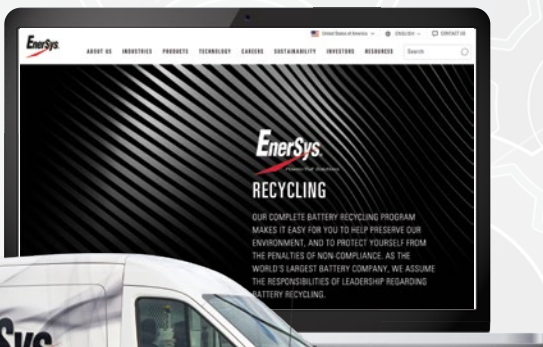 United States of America ENGLISH CONTACT US
EnerSys.
ABOUT US INDUSTRIES PRODUCTS TECHNOLOGY CAREERS SUSTAINABILITY INVESTORS RESOURCES Search
EnerSys.
Power/Full Solutions
RECYCLING
OUR COMPLETE BATTERY RECYCLING PROGRAM
MAKES IT EASY FOR YOU TO HELP PRESERVE OUR
ENVIRONMENT, AND TO PROTECT YOURSELF FROM
THE PENALTIES OF NON-COMPLIANCE. AS THE
WORLD'S LARGEST BATTERY COMPANY, WE ASSUME
THE RESPONSIBILITIES OF LEADERSHIP REGARDING
BATTERY RECYCLING.